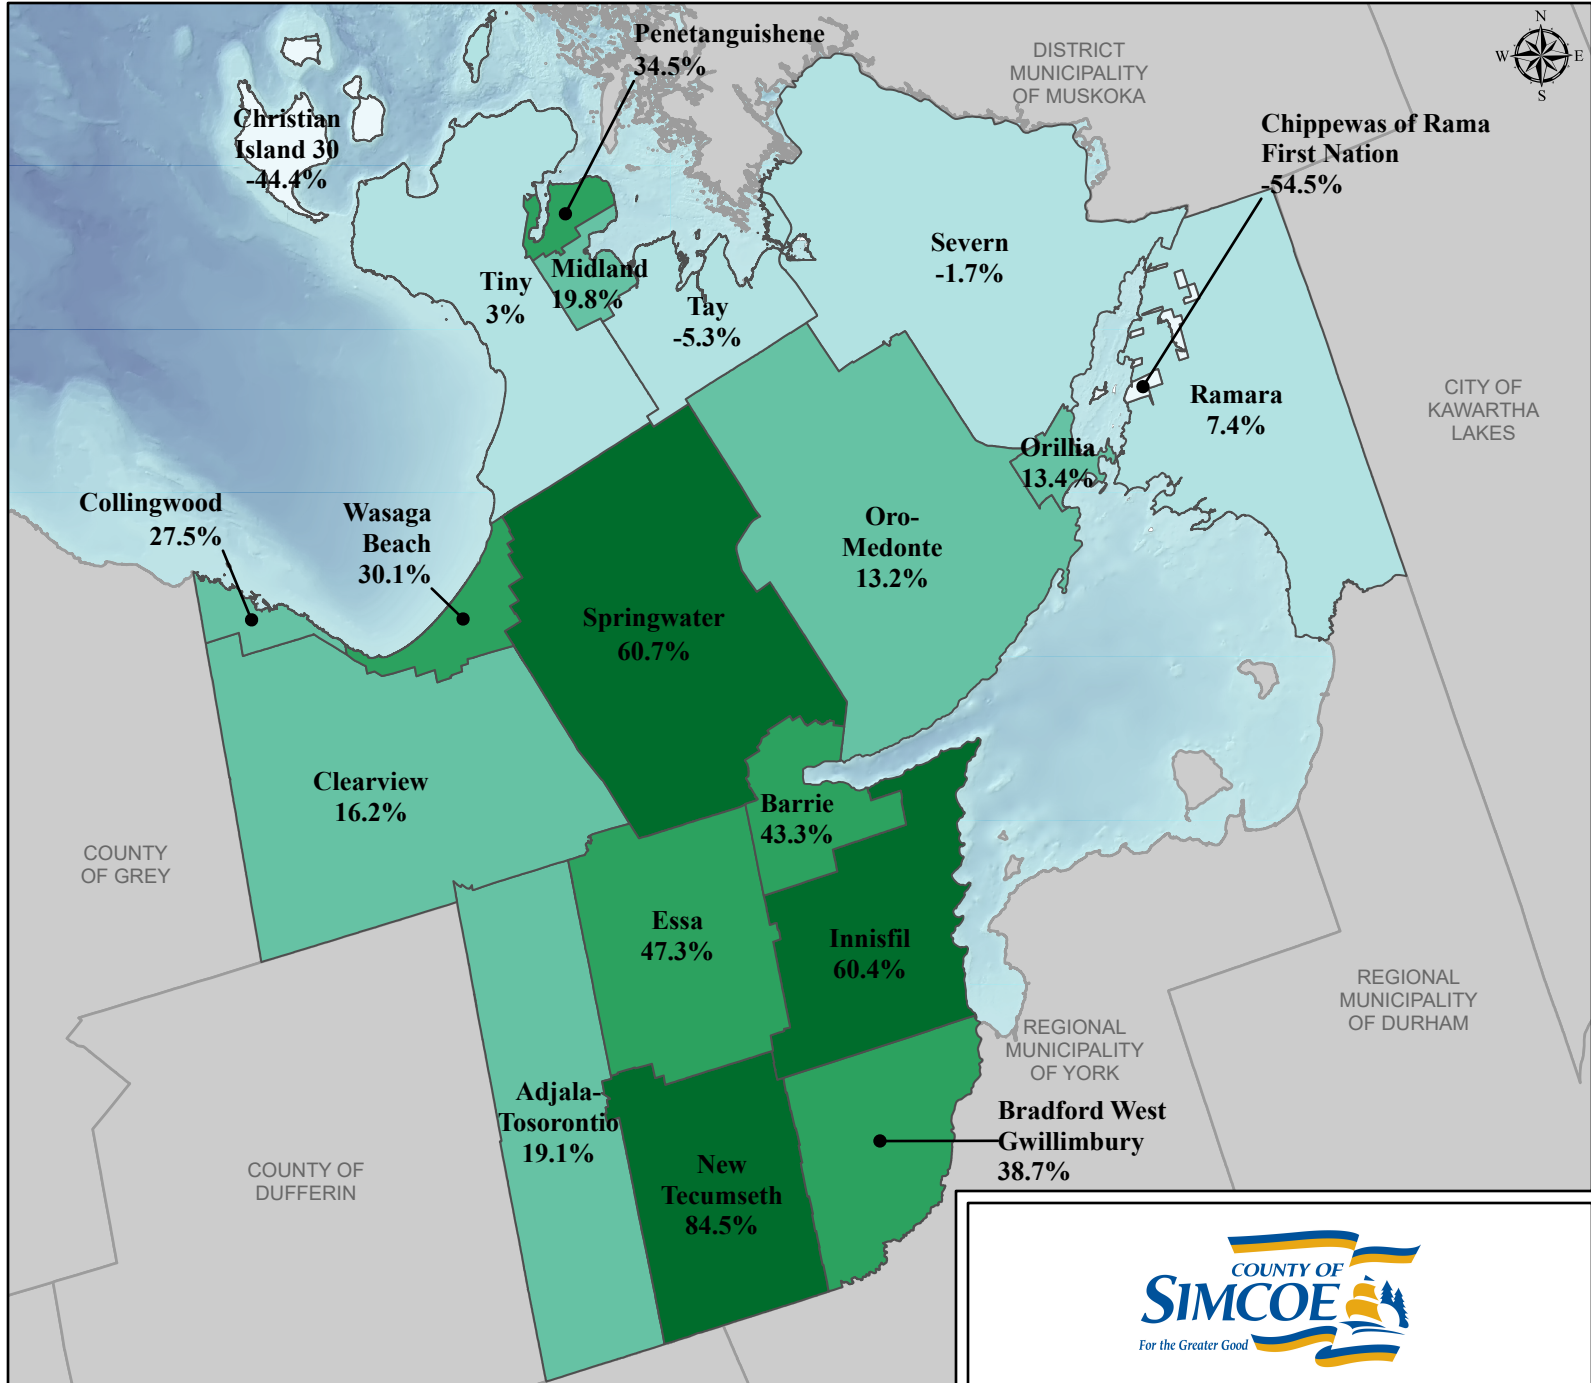 Penetanguishene
34.5%
DISTRICT
MUNICIPALITY
OF MUSKOKA
N
W
E
S
Christian
Island 30
-44.4%
Chippewas of Rama
First Nation
-54.5%
Severn
-1.7%
Tiny
3%
Midland
19.8%
Tay
-5.3%
Ramara
7.4%
CITY OF
KAWARTHA
LAKES
Orillia
13.4%
Collingwood
27.5%
Wasaga
Beach
30.1%
Oro-
Medonte
13.2%
Springwater
60.7%
Clearview
16.2%
Barrie
43.3%
COUNTY
OF GREY
Essa
47.3%
Innisfil
60.4%
REGIONAL
MUNICIPALITY
OF DURHAM
REGIONAL
MUNICIPALITY
OF YORK
Adjala-
Tosorontio
19.1%
Bradford West
Gwillimbury
38.7%
COUNTY OF
DUFFERIN
New
Tecumseth
84.5%
COUNTY OF
SIMCOE
For the Greater Good